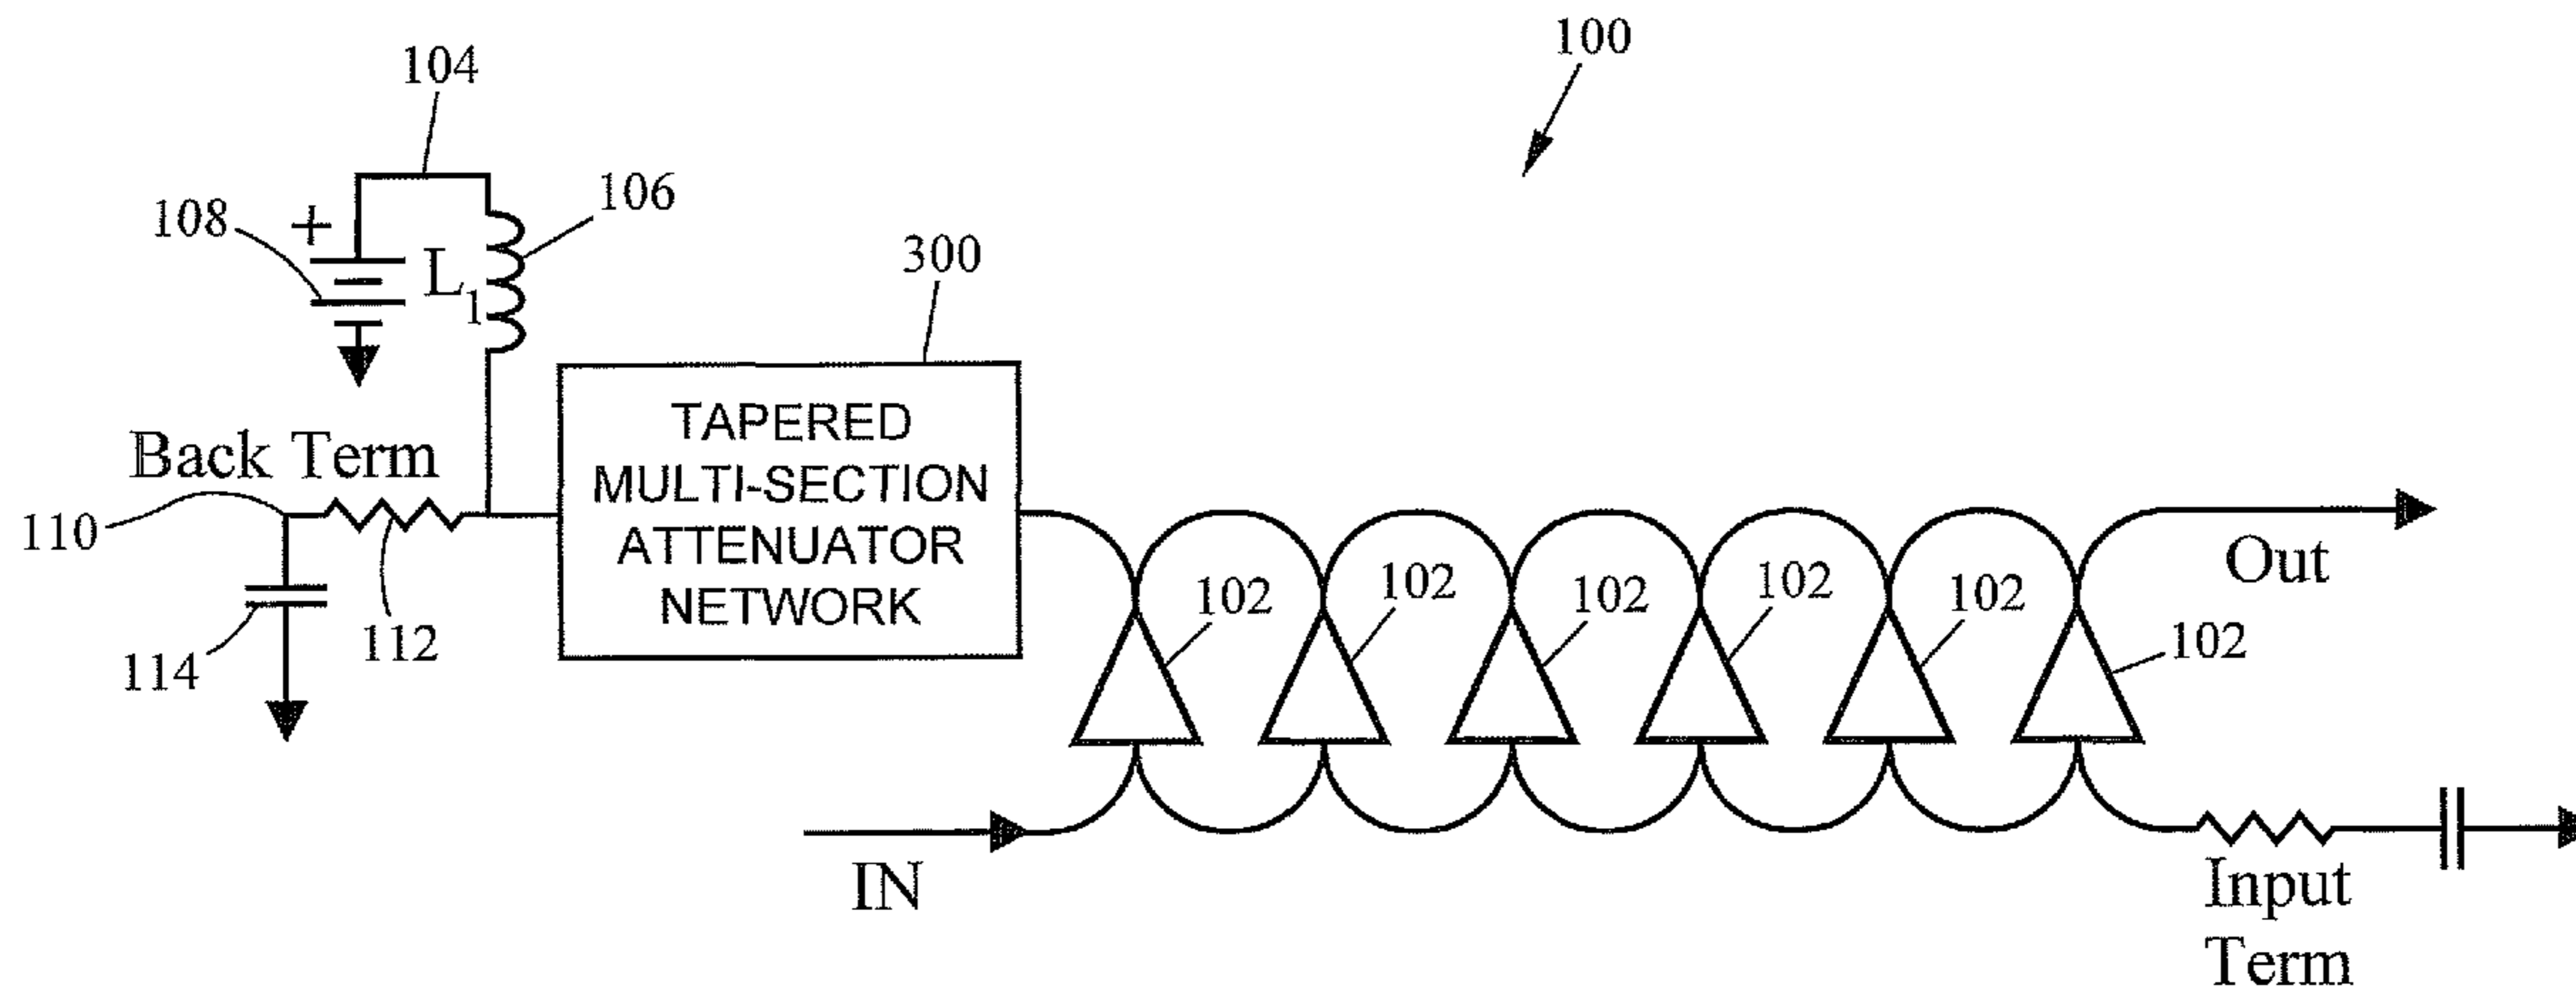 100
104
106
108
+
L1
300
TAPERED
MULTI-SECTION
ATTENUATOR
NETWORK
Back Term
110
112
114
102
102
102
102
102
102
Out
IN
Input
Term